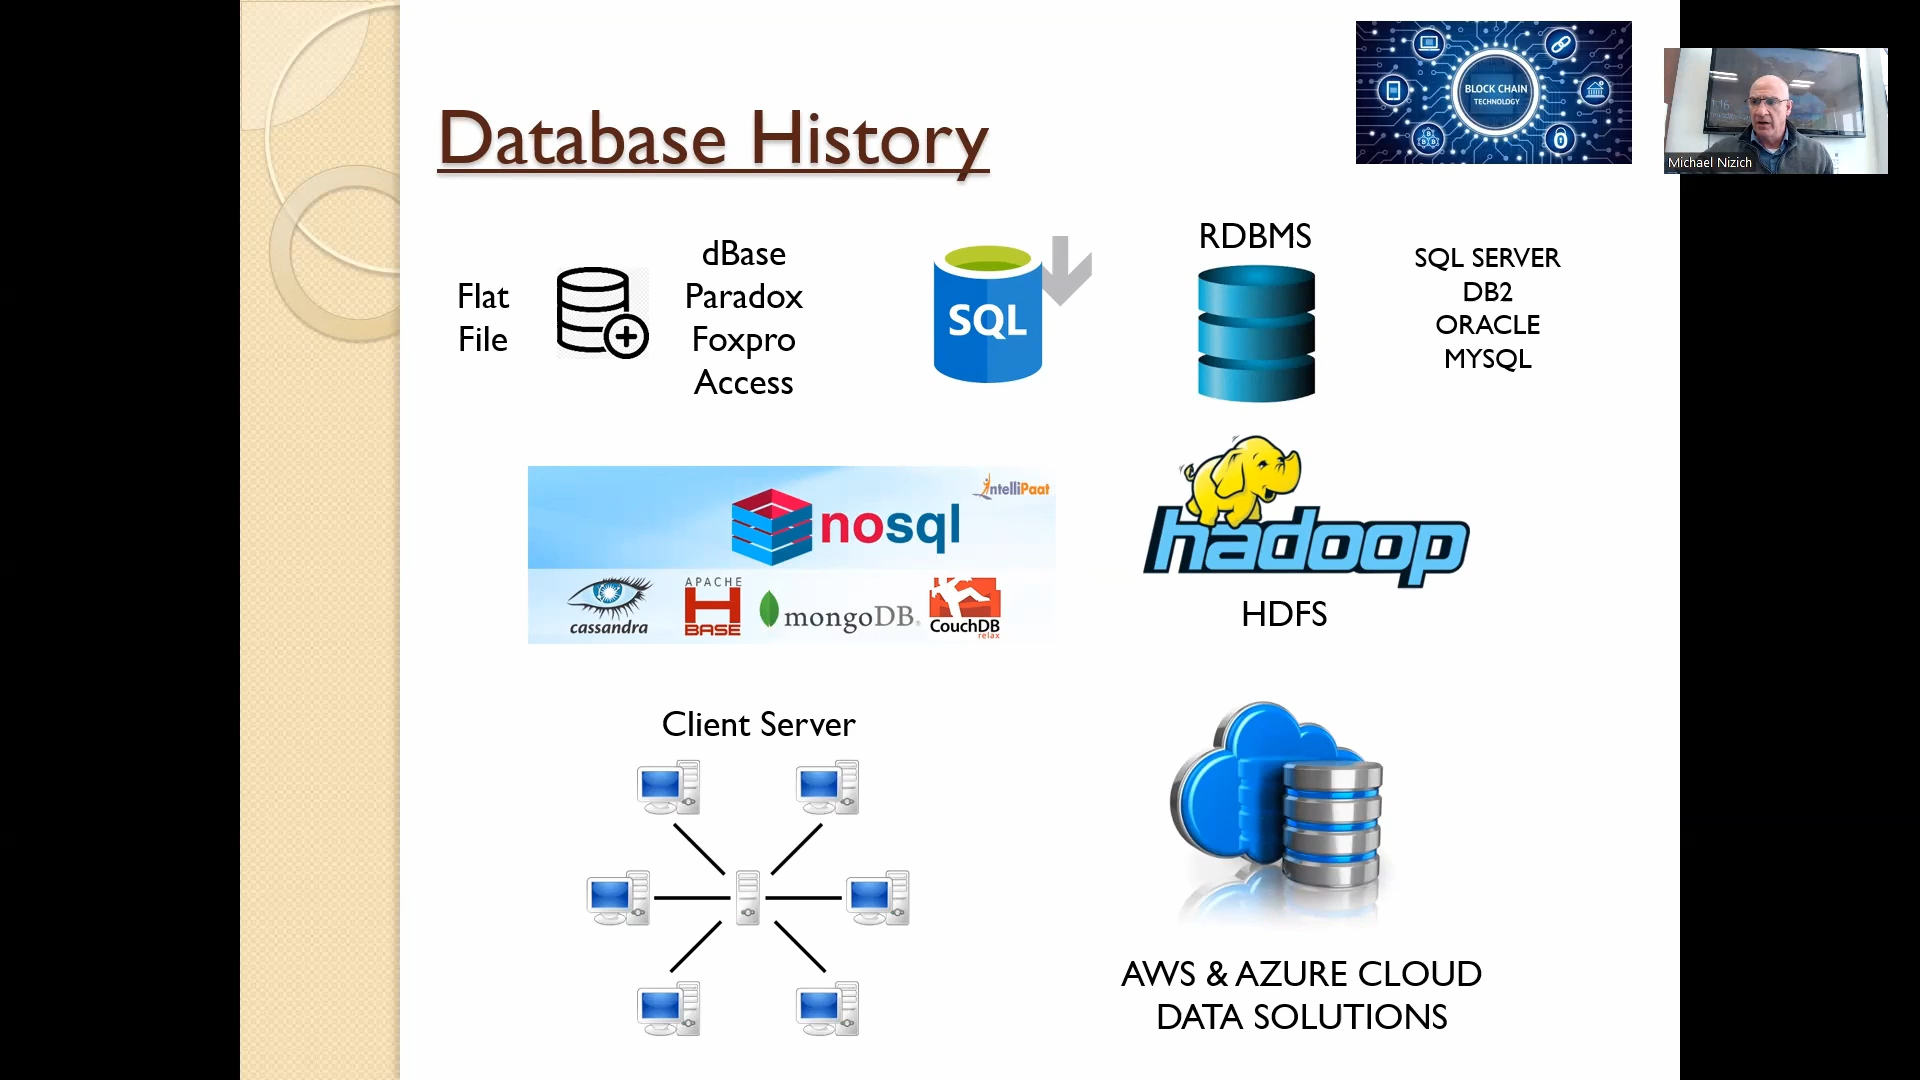 Database History
BLOCK CHAIN
TECHNOLOGY
Michael Nizich
Flat
File
dBase
Paradox
Foxpro
Access
SQL
RDBMS
SQL SERVER
DB2
ORACLE
MYSQL
intelliPaat
nosql
cassandra
APACHE
HBASE
mongoDB
CouchDB
relax
hadoop
HDFS
Client Server
AWS & AZURE CLOUD
DATA SOLUTIONS